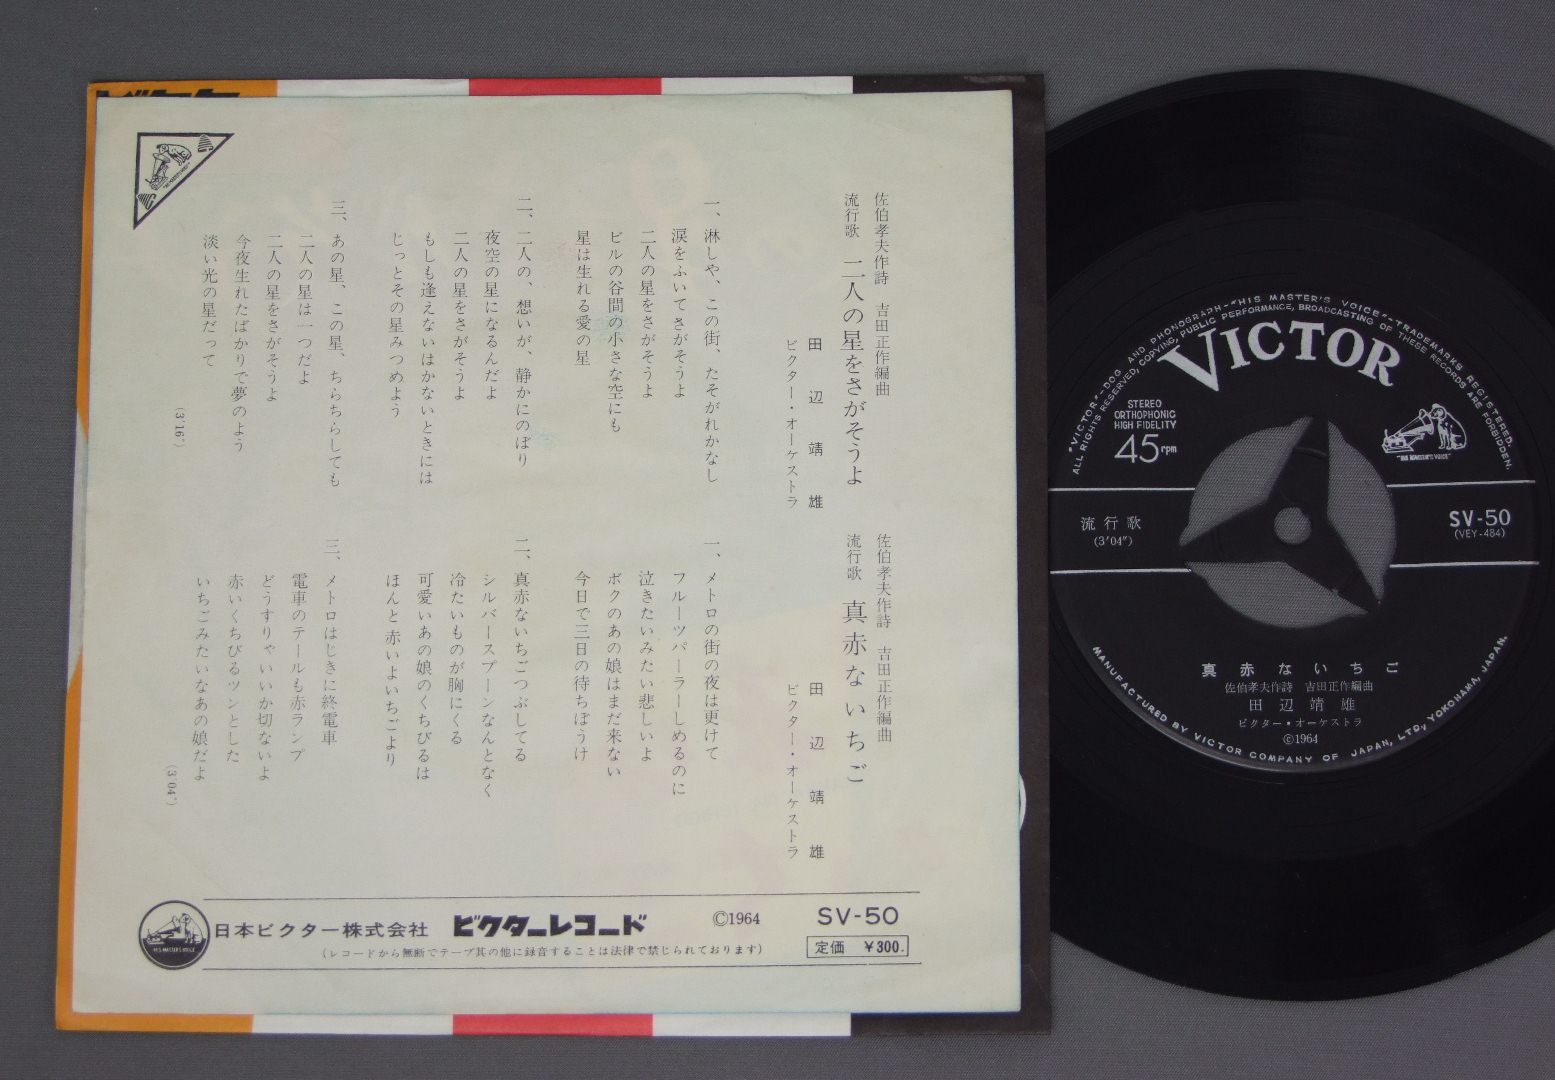 佐伯孝夫作詩　吉田正作編曲
流行歌　二人の星をさがそうよ
田辺靖雄
ビクター・オーケストラ
一、淋しや、この街、たそがれかなし
涙をふいてさがそうよ
二人の星をさがそうよ
ビルの谷間の小さな空にも
星は生れる愛の星
二、二人の、想いが、静かにのぼり
夜空の星になるんだよ
二人の星をさがそうよ
もしも逢えないはかないときには
じっとその星みつめよう
三、あの星、この星、ちらちらしても
二人の星は一つだよ
二人の星をさがそうよ
今夜生れたばかりで夢のよう
淡い光の星だって
(3′16″)
佐伯孝夫作詩　吉田正作編曲
流行歌　真赤ないちご
田辺靖雄
ビクター・オーケストラ
一、メトロの街の夜は更けて
フルーツパーラーしめるのに
泣きたいみたい悲しいよ
ボクのあの娘はまだ来ない
今日で三日の待ちぼうけ
二、真赤ないちごつぶしてる
シルバースプーンなんとなく
冷たいものが胸にくる
可愛いあの娘のくちびるは
ほんと赤いよいちごより
三、メトロはじきに終電車
電車のテールも赤ランプ
どうすりゃいいか切ないよ
赤いくちびるツンとした
いちごみたいなあの娘だよ
(3′04″)
"HIS MASTER'S VOICE"
日本ビクター株式会社　ビクターレコード　©1964　SV-50
(レコードから無断でテープ其の他に録音することは法律で禁じられております)　定価　¥300.
"VICTOR"-DOG AND PHONOGRAPH-"HIS MASTER'S VOICE"-TRADEMARKS REGISTERED.
ALL RIGHTS RESERVED, COPYING, PUBLIC PERFORMANCE, BROADCASTING OF THESE RECORDS ARE FORBIDDEN.
VICTOR
STEREO
ORTHOPHONIC
HIGH FIDELITY
45rpm
"HIS MASTER'S VOICE"
流行歌
(3′04″)
SV-50
(VEY-484)
真赤ないちご
佐伯孝夫作詩　吉田正作編曲
田辺靖雄
ビクター・オーケストラ
©1964
MANUFACTURED BY VICTOR COMPANY OF JAPAN, LTD, YOKOHAMA, JAPAN.